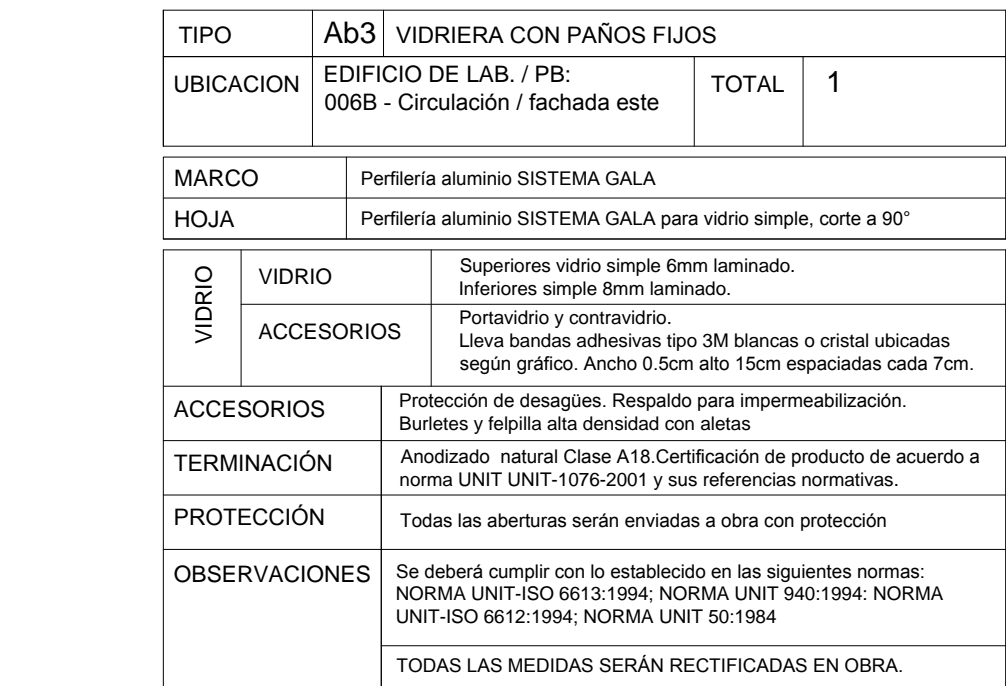 TIPO Ab3 VIDRIERA CON PAÑOS FIJOS
UBICACION EDIFICIO DE LAB. / PB: TOTAL 1
006B - Circulación / fachada este
MARCO Perfilería aluminio SISTEMA GALA
HOJA Perfilería aluminio SISTEMA GALA para vidrio simple, corte a 90°
VIDRIO
VIDRIO Superiores vidrio simple 6mm laminado.
Inferiores simple 8mm laminado.
ACCESORIOS Portavidrio y contravidrio.
Lleva bandas adhesivas tipo 3M blancas o cristal ubicadas
según gráfico. Ancho 0.5cm alto 15cm espaciadas cada 7cm.
ACCESORIOS Protección de desagües. Respaldo para impermeabilización.
Burletes y felpilla alta densidad con aletas
TERMINACIÓN Anodizado natural Clase A18.Certificación de producto de acuerdo a
norma UNIT UNIT-1076-2001 y sus referencias normativas.
PROTECCIÓN Todas las aberturas serán enviadas a obra con protección
OBSERVACIONES Se deberá cumplir con lo establecido en las siguientes normas:
NORMA UNIT-ISO 6613:1994; NORMA UNIT 940:1994: NORMA
UNIT-ISO 6612:1994; NORMA UNIT 50:1984
TODAS LAS MEDIDAS SERÁN RECTIFICADAS EN OBRA.